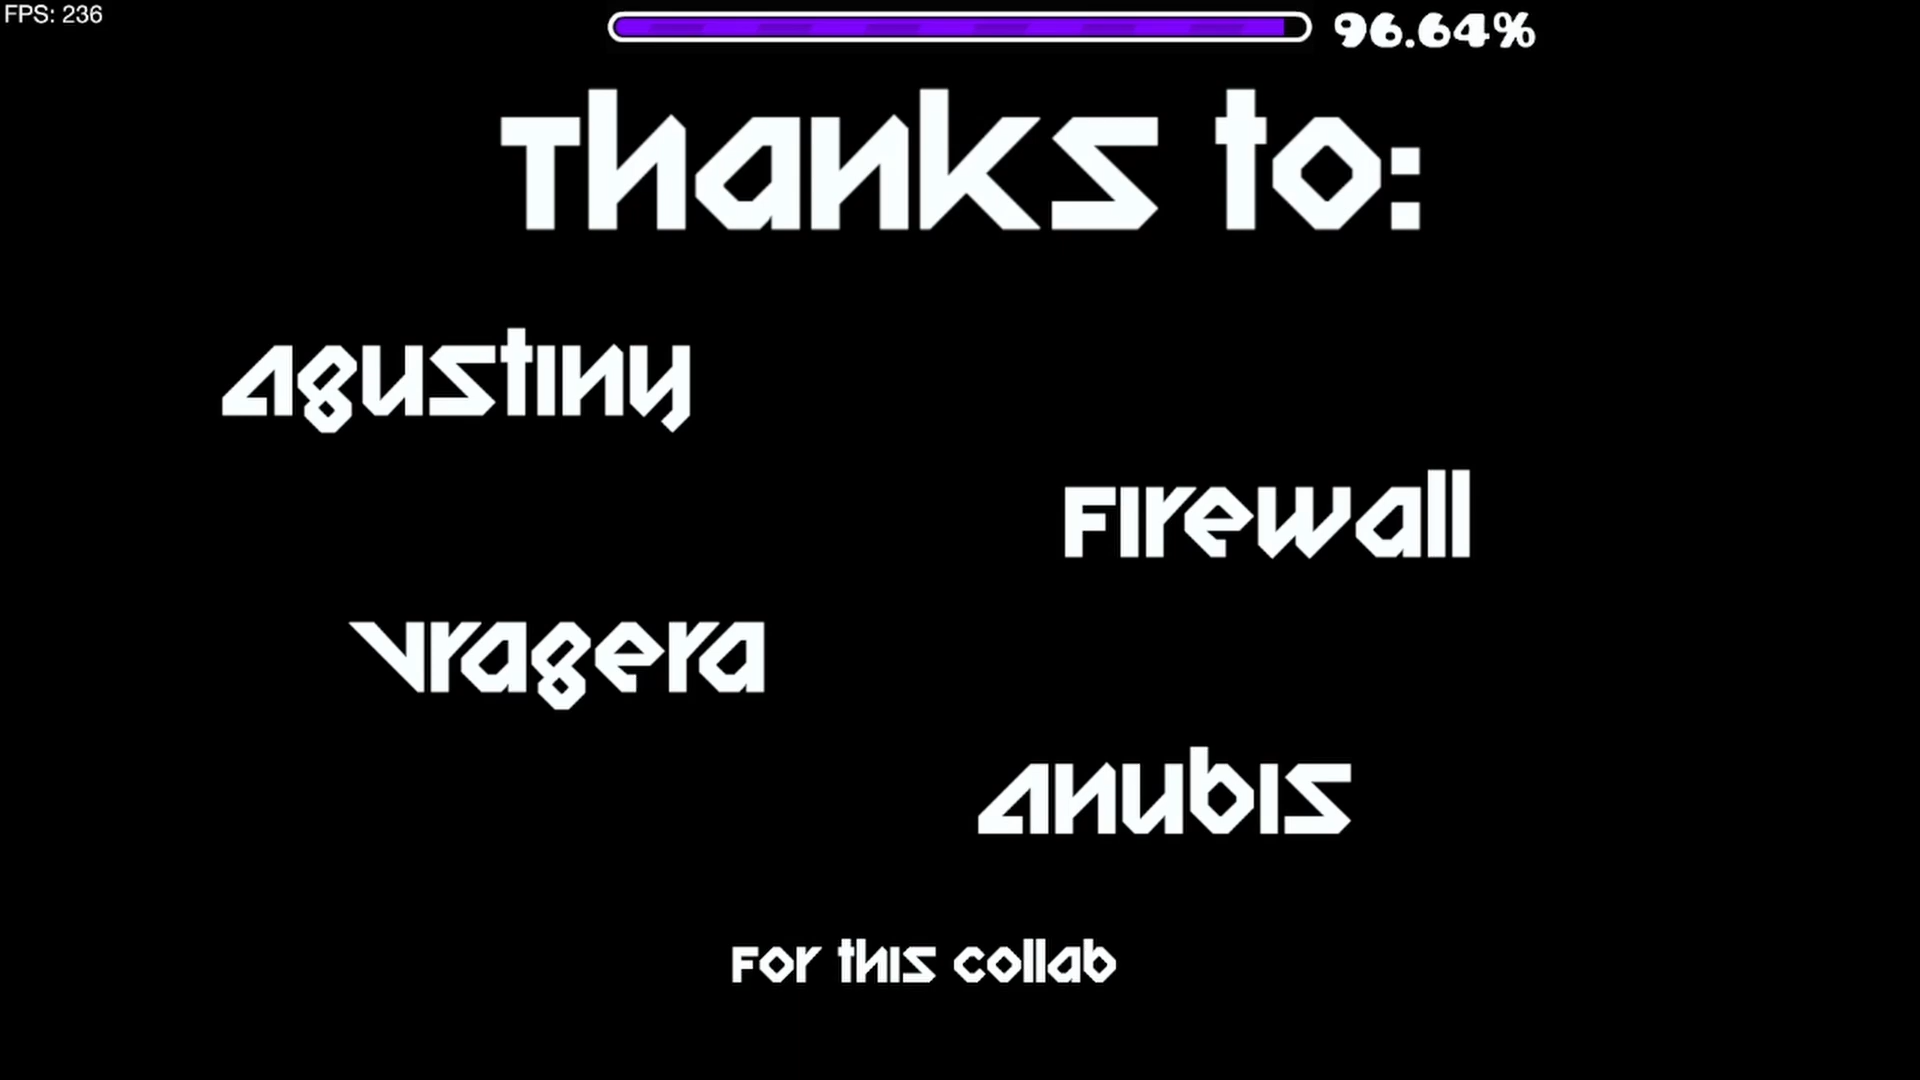 FPS: 236
96.64%
Thanks to:
Agustiny
Firewall
Vragera
Anubis
For this collab